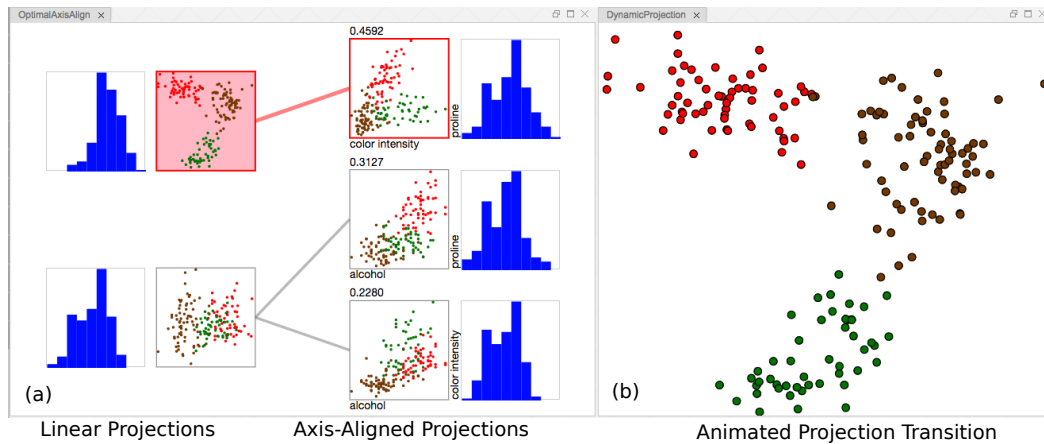 OptimalAxisAlign ×
DynamicProjection ×
0.4592
proline
color intensity
0.3127
proline
alcohol
0.2280
color intensity
alcohol
(a)
(b)
Linear Projections
Axis-Aligned Projections
Animated Projection Transition